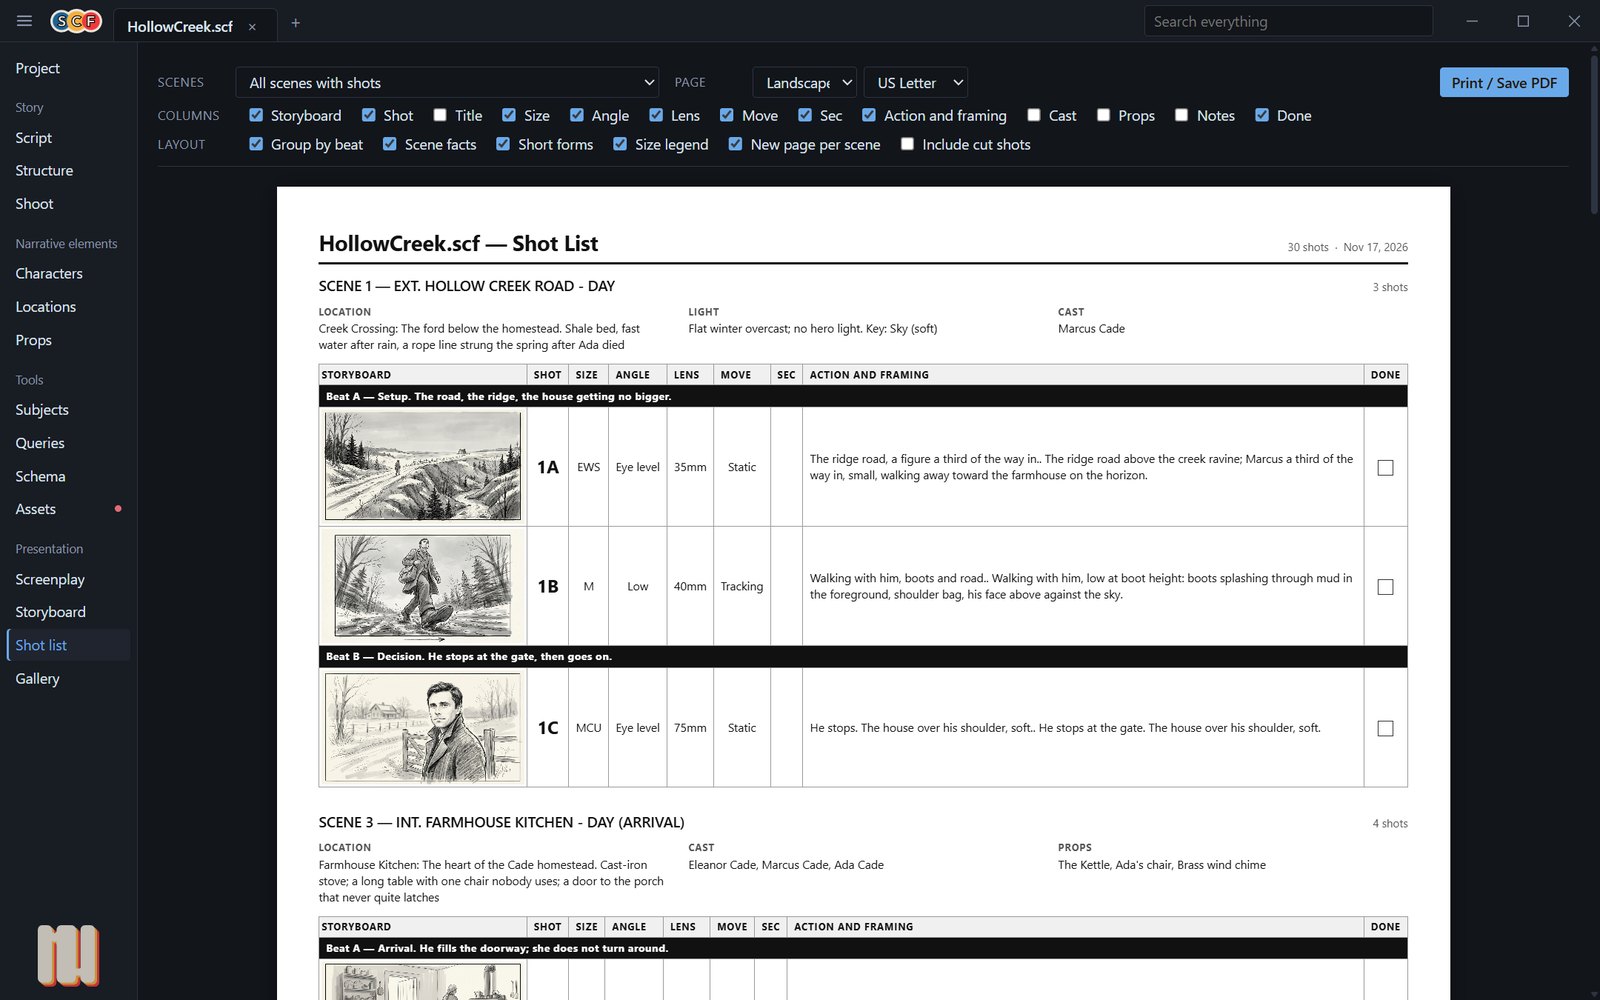 SCF
HollowCreek.scf × +
Search everything
Project
Story
Script
Structure
Shoot
Narrative elements
Characters
Locations
Props
Tools
Subjects
Queries
Schema
Assets
Presentation
Screenplay
Storyboard
Shot list
Gallery
SCENES All scenes with shots PAGE Landscape US Letter Print / Save PDF
COLUMNS Storyboard Shot Title Size Angle Lens Move Sec Action and framing Cast Props Notes Done
LAYOUT Group by beat Scene facts Short forms Size legend New page per scene Include cut shots
HollowCreek.scf — Shot List
30 shots · Nov 17, 2026
SCENE 1 — EXT. HOLLOW CREEK ROAD - DAY
3 shots
LOCATION
Creek Crossing: The ford below the homestead. Shale bed, fast
water after rain, a rope line strung the spring after Ada died
LIGHT
Flat winter overcast; no hero light. Key: Sky (soft)
CAST
Marcus Cade
STORYBOARD SHOT SIZE ANGLE LENS MOVE SEC ACTION AND FRAMING DONE
Beat A — Setup. The road, the ridge, the house getting no bigger.
1A EWS Eye level 35mm Static
The ridge road, a figure a third of the way in.. The ridge road above the creek ravine; Marcus a third of the
way in, small, walking away toward the farmhouse on the horizon.
1B M Low 40mm Tracking
Walking with him, boots and road.. Walking with him, low at boot height: boots splashing through mud in
the foreground, shoulder bag, his face above against the sky.
Beat B — Decision. He stops at the gate, then goes on.
1C MCU Eye level 75mm Static
He stops. The house over his shoulder, soft.. He stops at the gate. The house over his shoulder, soft.
SCENE 3 — INT. FARMHOUSE KITCHEN - DAY (ARRIVAL)
4 shots
LOCATION
Farmhouse Kitchen: The heart of the Cade homestead. Cast-iron
stove; a long table with one chair nobody uses; a door to the porch
that never quite latches
CAST
Eleanor Cade, Marcus Cade, Ada Cade
PROPS
The Kettle, Ada's chair, Brass wind chime
STORYBOARD SHOT SIZE ANGLE LENS MOVE SEC ACTION AND FRAMING DONE
Beat A — Arrival. He fills the doorway; she does not turn around.